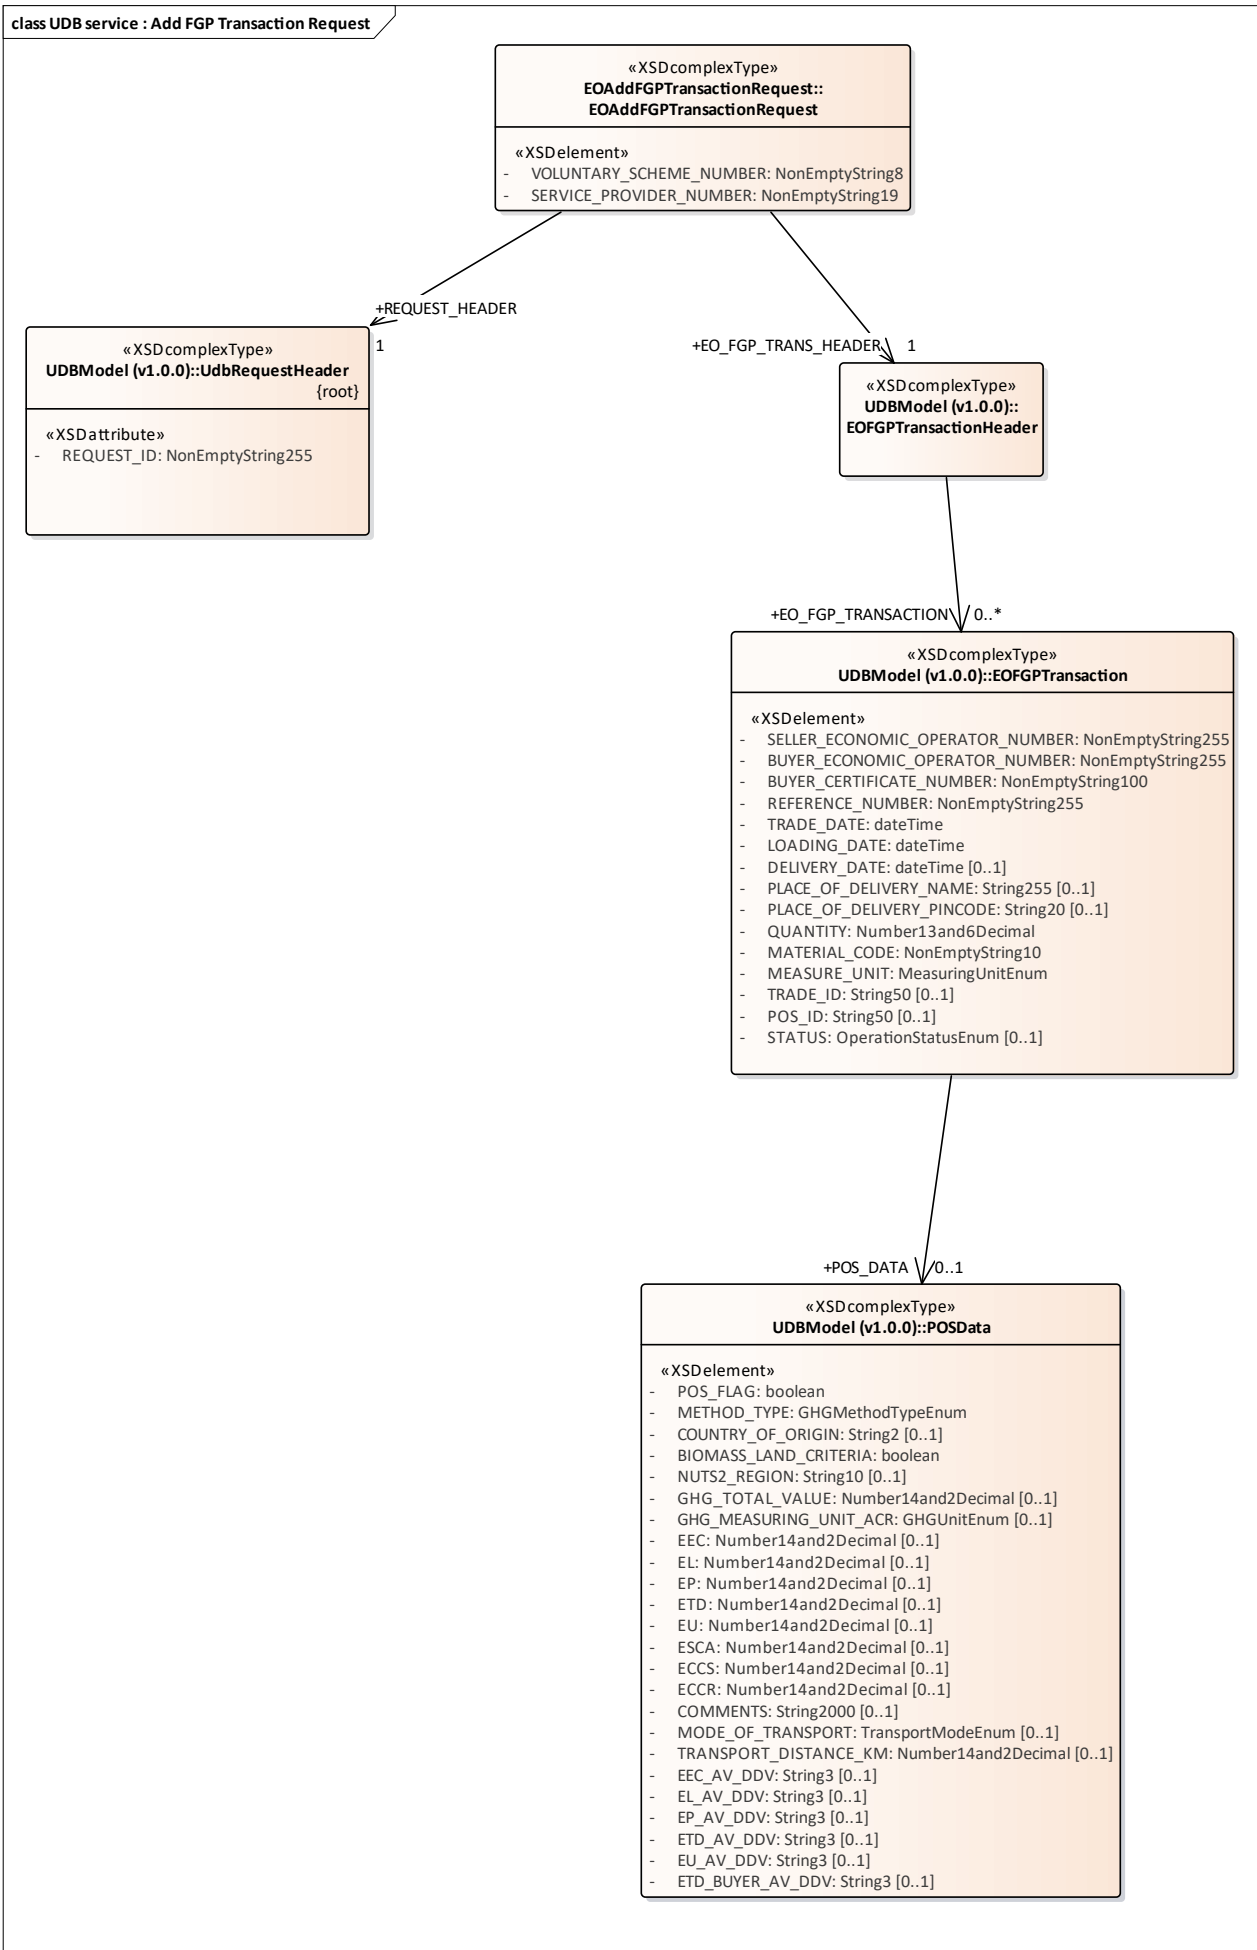 class UDB service : Add FGP Transaction Request
«XSDcomplexType»
EOAddFGPTransactionRequest::
EOAddFGPTransactionRequest
«XSDelement»
- VOLUNTARY_SCHEME_NUMBER: NonEmptyString8
- SERVICE_PROVIDER_NUMBER: NonEmptyString19
+REQUEST_HEADER
1
«XSDcomplexType»
UDBModel (v1.0.0)::UdbRequestHeader
{root}
«XSDattribute»
- REQUEST_ID: NonEmptyString255
+EO_FGP_TRANS_HEADER 1
«XSDcomplexType»
UDBModel (v1.0.0)::
EOFGPTransactionHeader
+EO_FGP_TRANSACTION 0..*
«XSDcomplexType»
UDBModel (v1.0.0)::EOFGPTransaction
«XSDelement»
- SELLER_ECONOMIC_OPERATOR_NUMBER: NonEmptyString255
- BUYER_ECONOMIC_OPERATOR_NUMBER: NonEmptyString255
- BUYER_CERTIFICATE_NUMBER: NonEmptyString100
- REFERENCE_NUMBER: NonEmptyString255
- TRADE_DATE: dateTime
- LOADING_DATE: dateTime
- DELIVERY_DATE: dateTime [0..1]
- PLACE_OF_DELIVERY_NAME: String255 [0..1]
- PLACE_OF_DELIVERY_PINCODE: String20 [0..1]
- QUANTITY: Number13and6Decimal
- MATERIAL_CODE: NonEmptyString10
- MEASURE_UNIT: MeasuringUnitEnum
- TRADE_ID: String50 [0..1]
- POS_ID: String50 [0..1]
- STATUS: OperationStatusEnum [0..1]
+POS_DATA 0..1
«XSDcomplexType»
UDBModel (v1.0.0)::POSData
«XSDelement»
- POS_FLAG: boolean
- METHOD_TYPE: GHGMethodTypeEnum
- COUNTRY_OF_ORIGIN: String2 [0..1]
- BIOMASS_LAND_CRITERIA: boolean
- NUTS2_REGION: String10 [0..1]
- GHG_TOTAL_VALUE: Number14and2Decimal [0..1]
- GHG_MEASURING_UNIT_ACR: GHGUnitEnum [0..1]
- EEC: Number14and2Decimal [0..1]
- EL: Number14and2Decimal [0..1]
- EP: Number14and2Decimal [0..1]
- ETD: Number14and2Decimal [0..1]
- EU: Number14and2Decimal [0..1]
- ESCA: Number14and2Decimal [0..1]
- ECCS: Number14and2Decimal [0..1]
- ECCR: Number14and2Decimal [0..1]
- COMMENTS: String2000 [0..1]
- MODE_OF_TRANSPORT: TransportModeEnum [0..1]
- TRANSPORT_DISTANCE_KM: Number14and2Decimal [0..1]
- EEC_AV_DDV: String3 [0..1]
- EL_AV_DDV: String3 [0..1]
- EP_AV_DDV: String3 [0..1]
- ETD_AV_DDV: String3 [0..1]
- EU_AV_DDV: String3 [0..1]
- ETD_BUYER_AV_DDV: String3 [0..1]